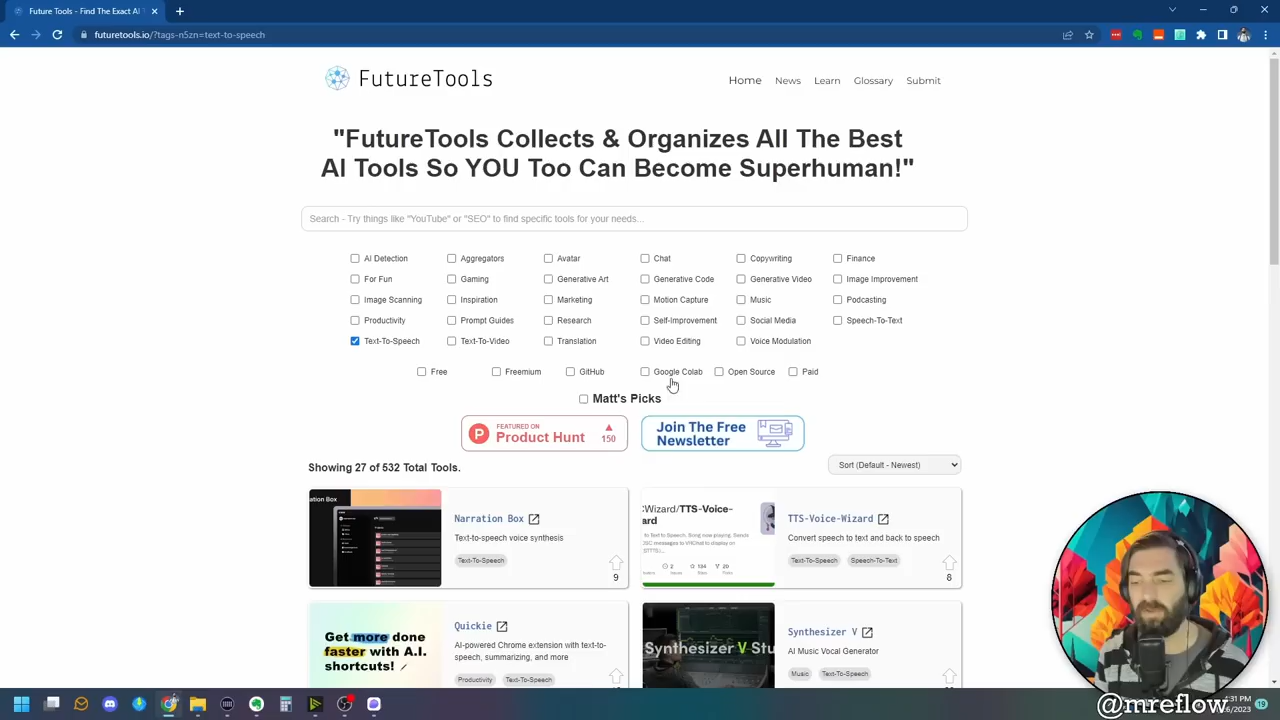 Future Tools - Find The Exact AI
futuretools.io/?tags-n5zn=text-to-speech
FutureTools
Home News Learn Glossary Submit
"FutureTools Collects & Organizes All The Best
AI Tools So YOU Too Can Become Superhuman!"
Search - Try things like "YouTube" or "SEO" to find specific tools for your needs...
AI Detection Aggregators Avatar Chat Copywriting Finance
For Fun Gaming Generative Art Generative Code Generative Video Image Improvement
Image Scanning Inspiration Marketing Motion Capture Music Podcasting
Productivity Prompt Guides Research Self-Improvement Social Media Speech-To-Text
Text-To-Speech Text-To-Video Translation Video Editing Voice Modulation
Free Freemium GitHub Google Colab Open Source Paid
Matt's Picks
FEATURED ON
Product Hunt 150
Join The Free
Newsletter
Showing 27 of 532 Total Tools.
Sort (Default - Newest)
ation Box
Narration Box
Text-to-speech voice synthesis
Text-To-Speech
9
Wizard/TTS-Voice-
ard
TTS-Voice-Wizard
Convert speech to text and back to speech
Text-To-Speech Speech-To-Text
8
Get more done
faster with A.I.
shortcuts!
Quickie
AI-powered Chrome extension with text-to-
speech, summarizing, and more
Productivity Text-To-Speech
Synthesizer V Stu
Synthesizer V
AI Music Vocal Generator
Music Text-To-Speech
@mreflow
19